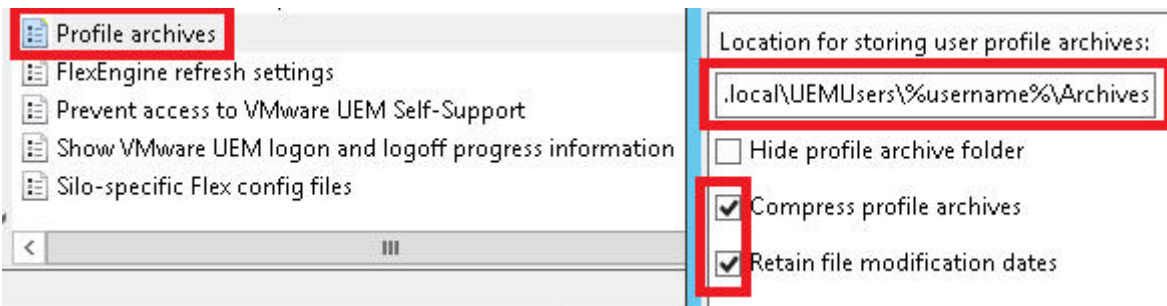 Profile archives
FlexEngine refresh settings
Prevent access to VMware UEM Self-Support
Show VMware UEM logon and logoff progress information
Silo-specific Flex config files
Location for storing user profile archives:
.local\UEMUsers\%username%\Archives
Hide profile archive folder
Compress profile archives
Retain file modification dates